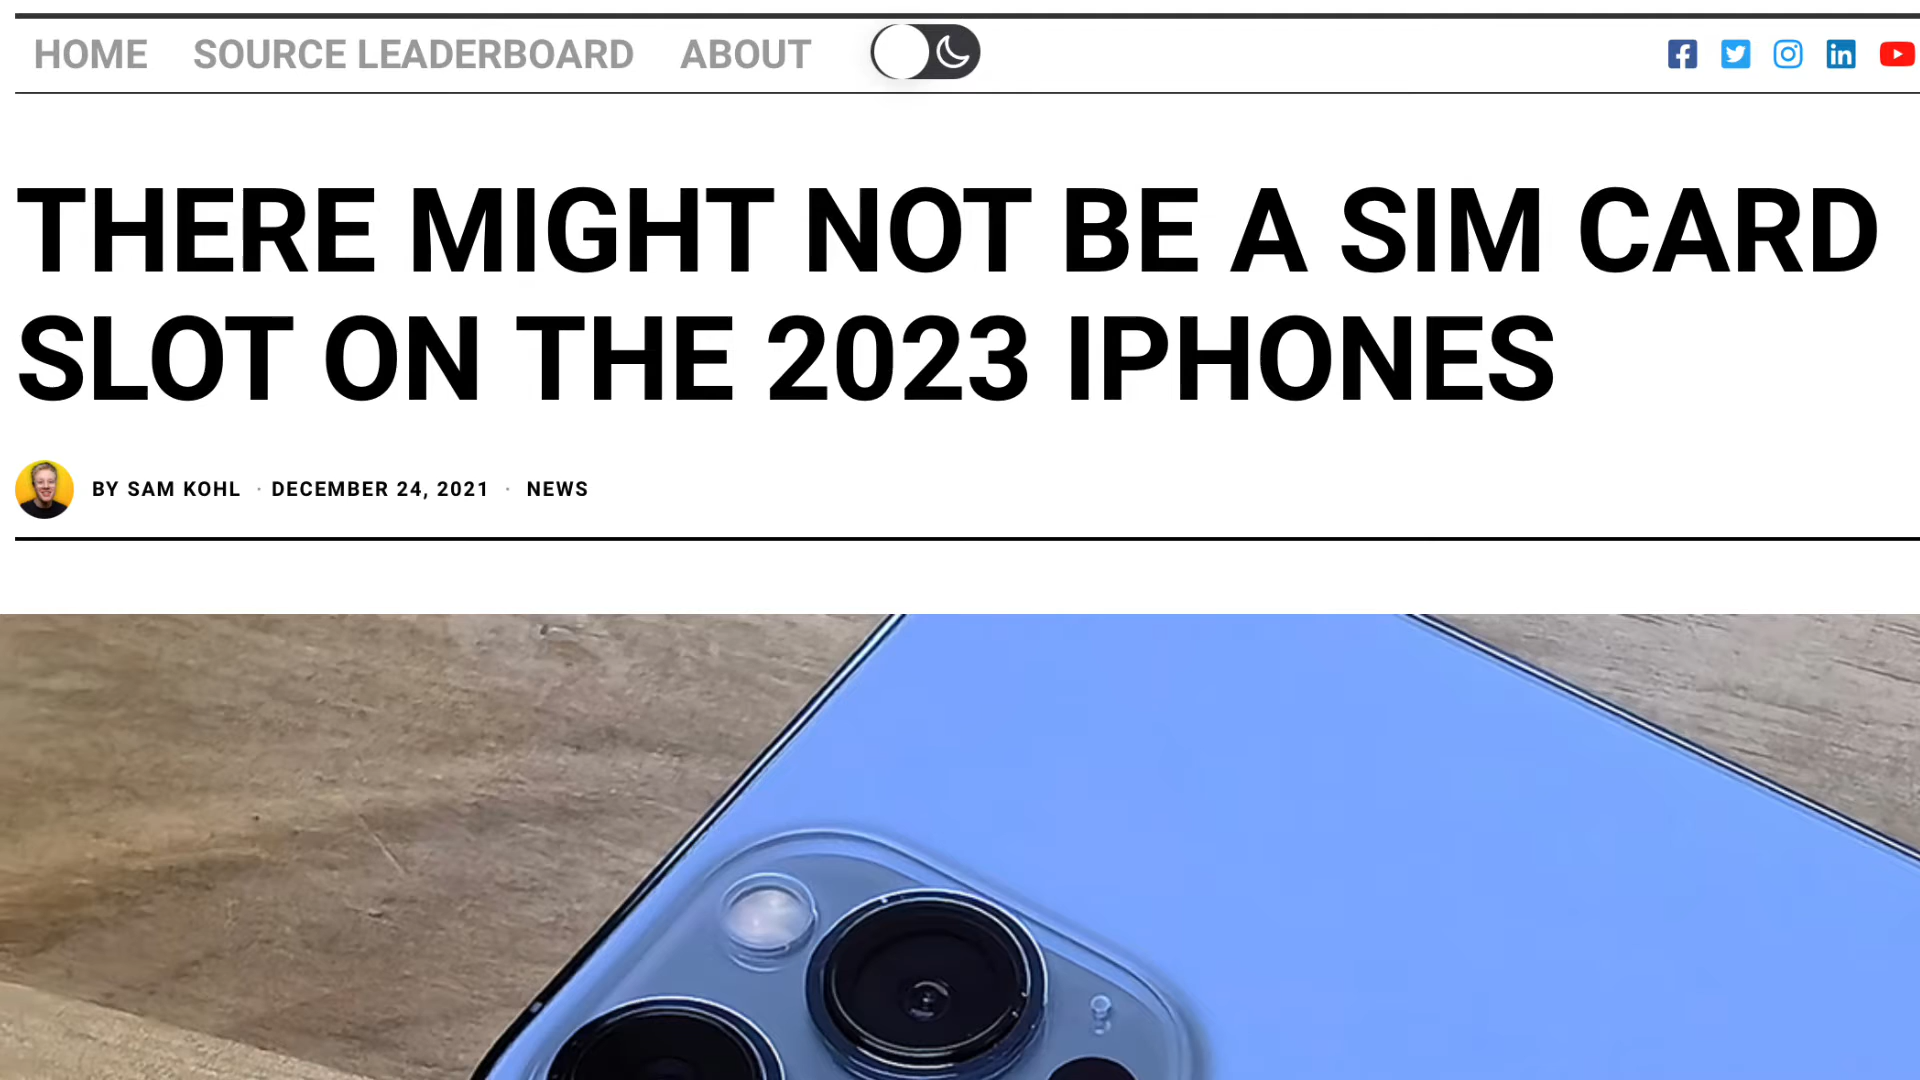 HOME SOURCE LEADERBOARD ABOUT
THERE MIGHT NOT BE A SIM CARD
SLOT ON THE 2023 IPHONES
BY SAM KOHL · DECEMBER 24, 2021 · NEWS